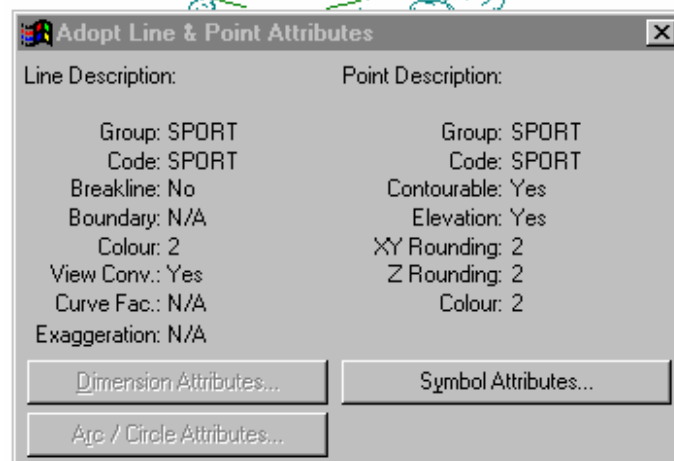 Adopt Line & Point Attributes
Line Description:
Group: SPORT
Code: SPORT
Breakline: No
Boundary: N/A
Colour: 2
View Conv.: Yes
Curve Fac.: N/A
Exaggeration: N/A
Dimension Attributes...
Arc / Circle Attributes...
Point Description:
Group: SPORT
Code: SPORT
Contourable: Yes
Elevation: Yes
XY Rounding: 2
Z Rounding: 2
Colour: 2
Symbol Attributes...